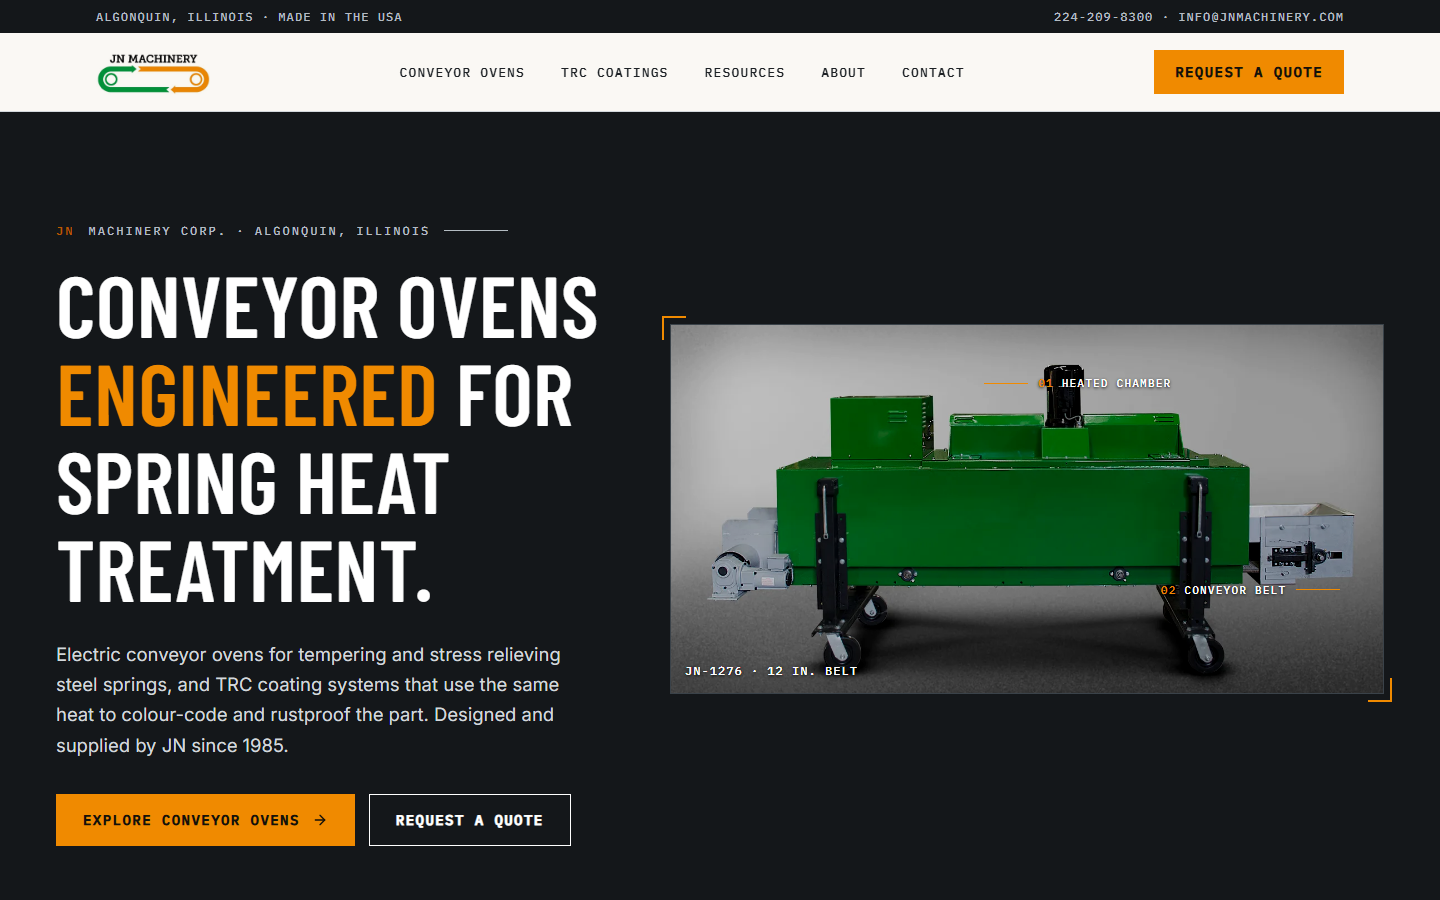 ALGONQUIN, ILLINOIS · MADE IN THE USA
224-209-8300 · INFO@JNMACHINERY.COM
JN MACHINERY
CONVEYOR OVENS
TRC COATINGS
RESOURCES
ABOUT
CONTACT
REQUEST A QUOTE
JN MACHINERY CORP. · ALGONQUIN, ILLINOIS
CONVEYOR OVENS
ENGINEERED FOR
SPRING HEAT
TREATMENT.
Electric conveyor ovens for tempering and stress relieving
steel springs, and TRC coating systems that use the same
heat to colour-code and rustproof the part. Designed and
supplied by JN since 1985.
EXPLORE CONVEYOR OVENS →
REQUEST A QUOTE
01 HEATED CHAMBER
02 CONVEYOR BELT
JN-1276 · 12 IN. BELT